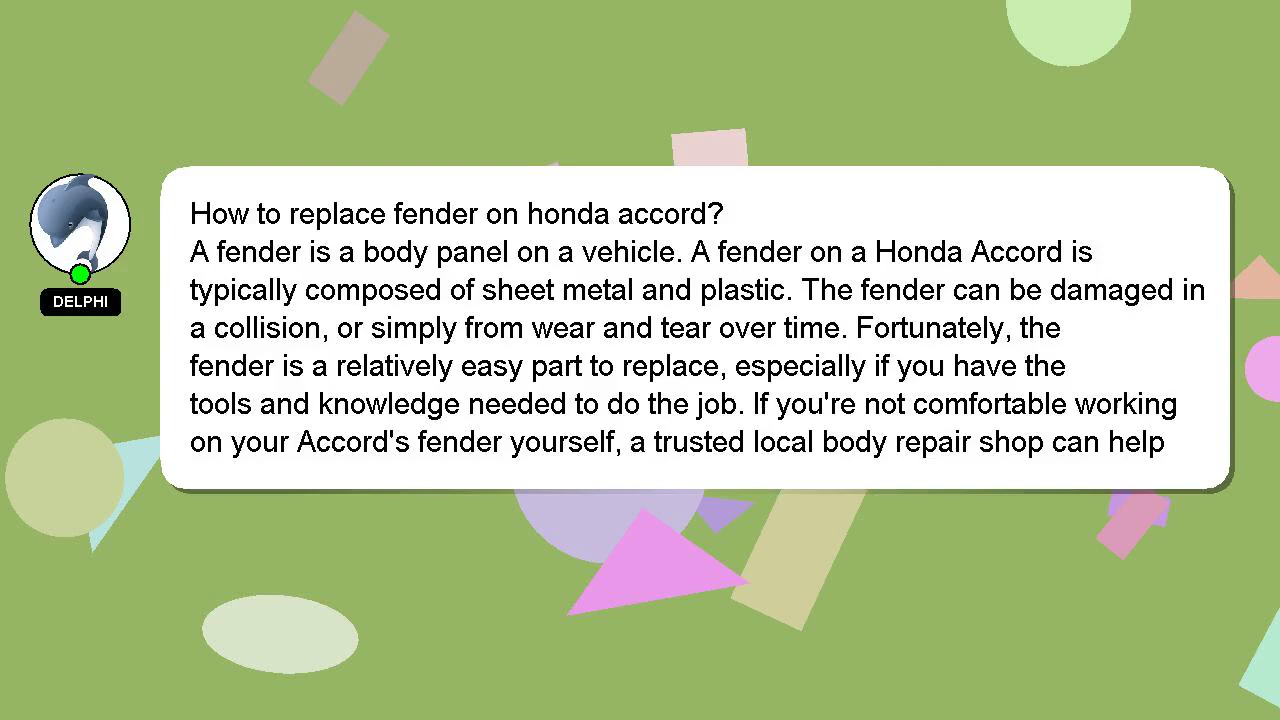 How to replace fender on honda accord?
A fender is a body panel on a vehicle. A fender on a Honda Accord is
typically composed of sheet metal and plastic. The fender can be damaged in
a collision, or simply from wear and tear over time. Fortunately, the
fender is a relatively easy part to replace, especially if you have the
tools and knowledge needed to do the job. If you're not comfortable working
on your Accord's fender yourself, a trusted local body repair shop can help
DELPHI